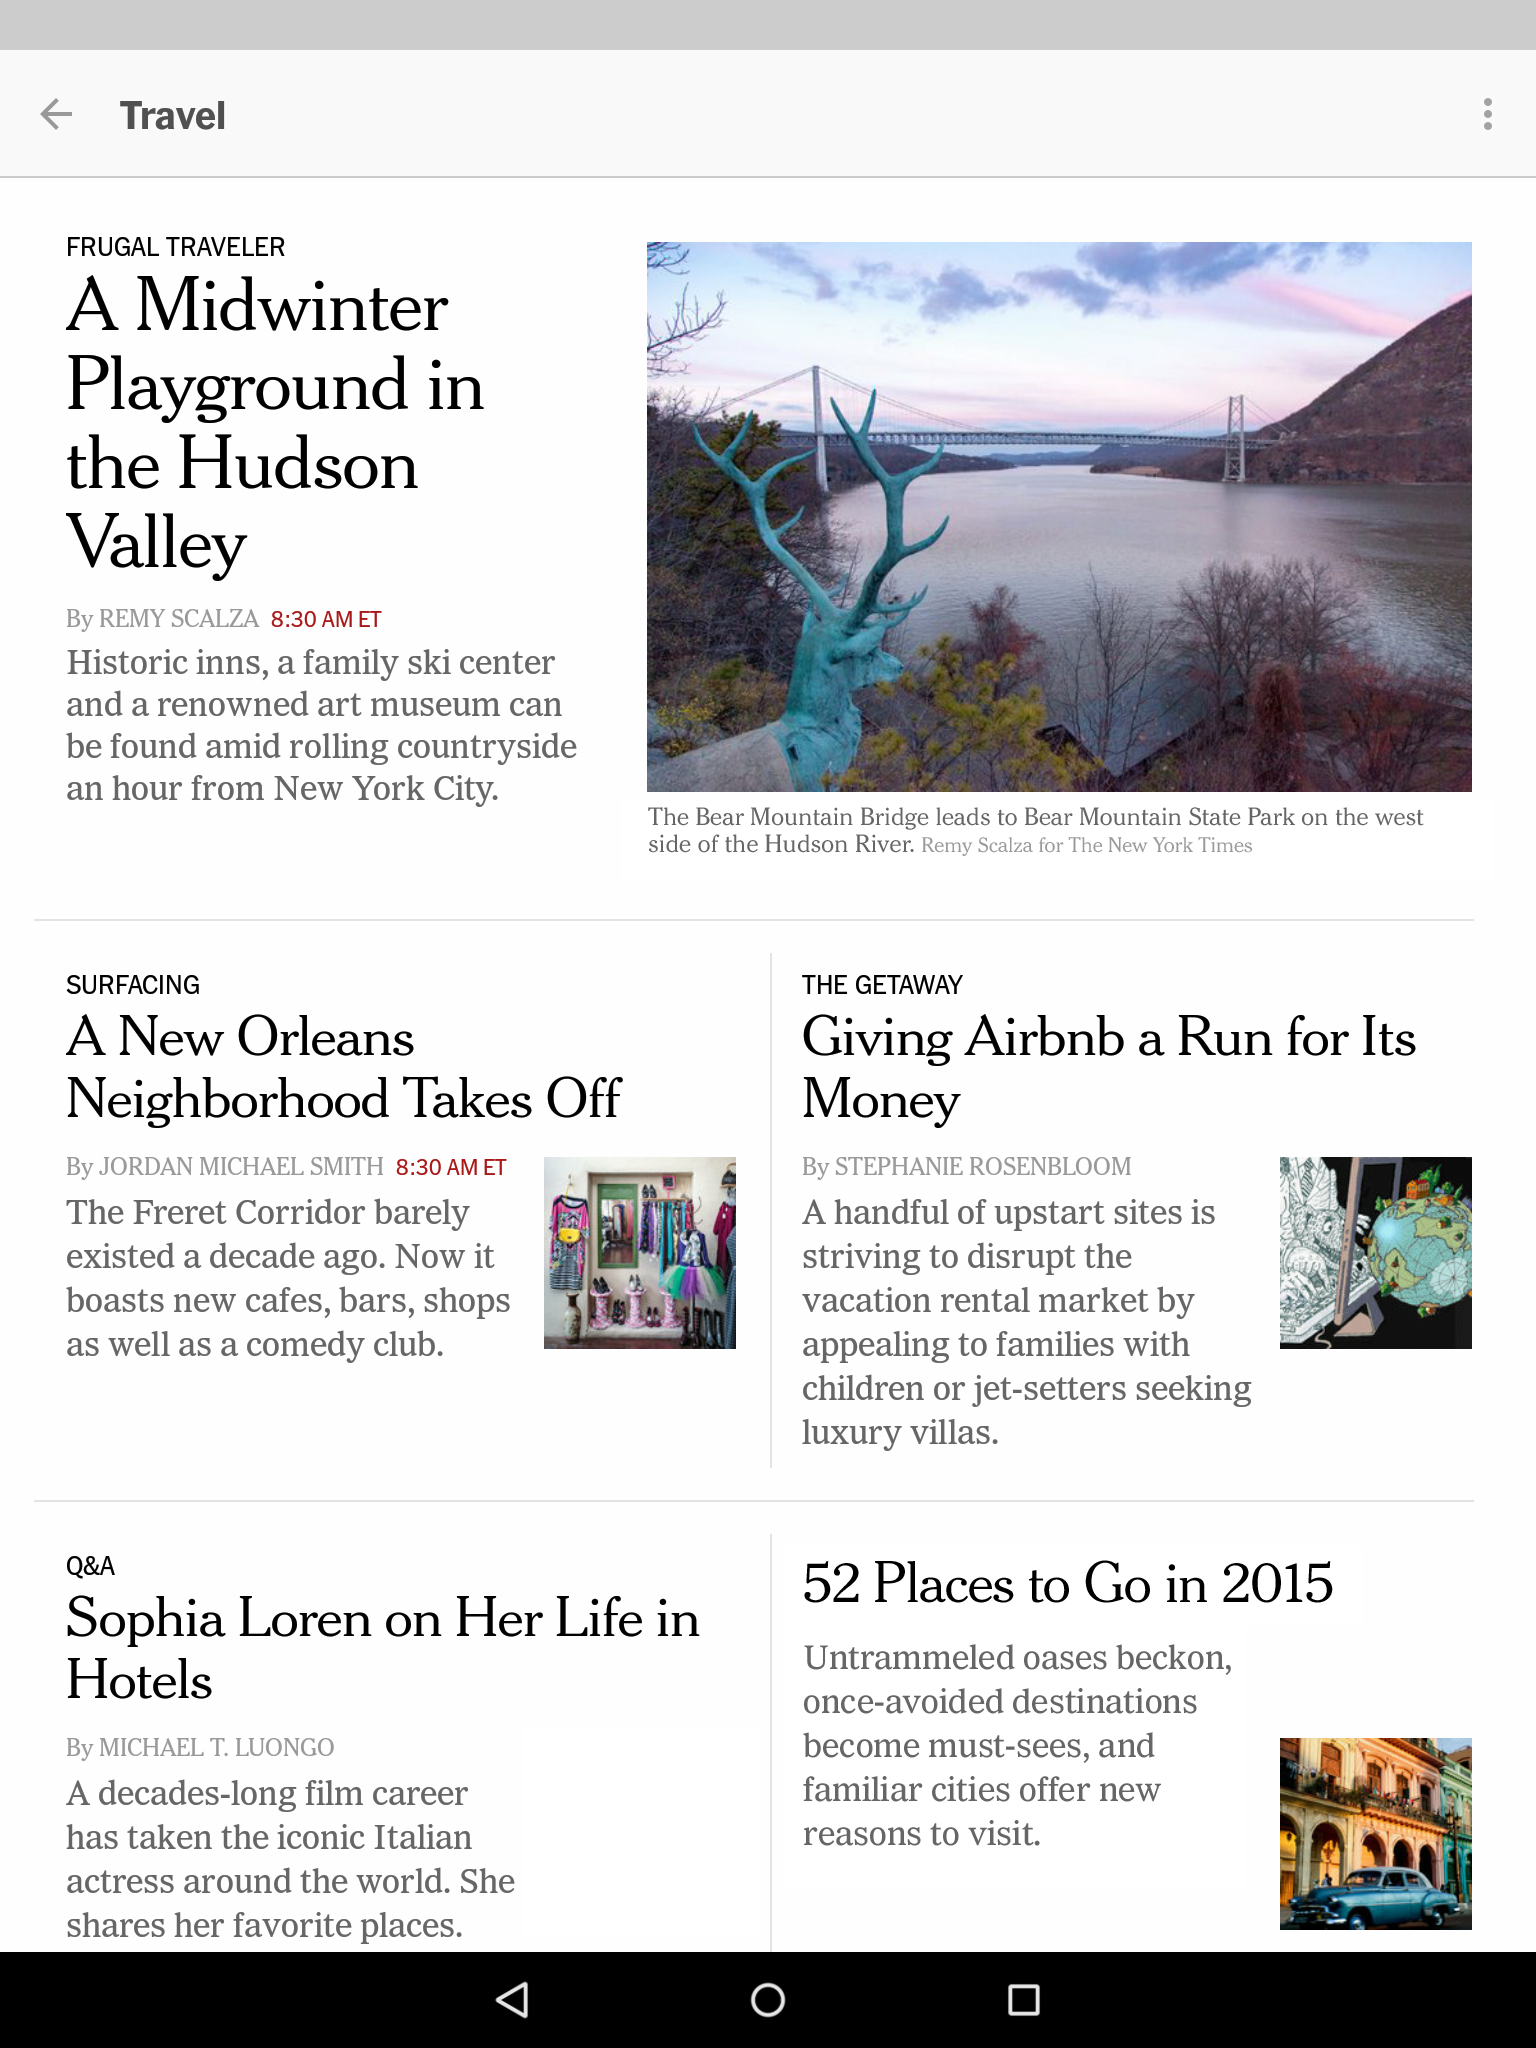 Travel
FRUGAL TRAVELER
A Midwinter
Playground in
the Hudson
Valley
By REMY SCALZA 8:30 AM ET
Historic inns, a family ski center
and a renowned art museum can
be found amid rolling countryside
an hour from New York City.
The Bear Mountain Bridge leads to Bear Mountain State Park on the west
side of the Hudson River. Remy Scalza for The New York Times
SURFACING
A New Orleans
Neighborhood Takes Off
By JORDAN MICHAEL SMITH 8:30 AM ET
The Freret Corridor barely
existed a decade ago. Now it
boasts new cafes, bars, shops
as well as a comedy club.
THE GETAWAY
Giving Airbnb a Run for Its
Money
By STEPHANIE ROSENBLOOM
A handful of upstart sites is
striving to disrupt the
vacation rental market by
appealing to families with
children or jet-setters seeking
luxury villas.
Q&A
Sophia Loren on Her Life in
Hotels
By MICHAEL T. LUONGO
A decades-long film career
has taken the iconic Italian
actress around the world. She
shares her favorite places.
52 Places to Go in 2015
Untrammeled oases beckon,
once-avoided destinations
become must-sees, and
familiar cities offer new
reasons to visit.